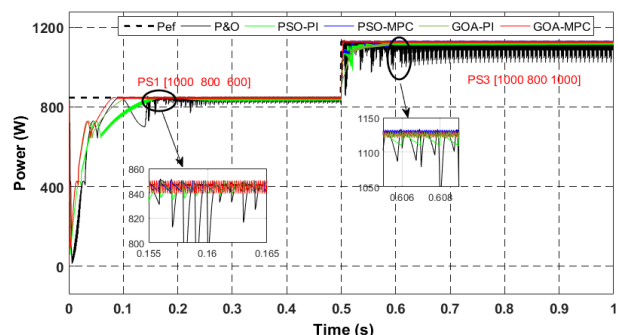 Pef P&O PSO-PI PSO-MPC GOA-PI GOA-MPC
1200
PS1 [1000 800 600]
PS3 [1000 800 1000]
800
Power (W)
1150
1100
1050
0.606 0.608
860
840
820
800
0.155 0.16 0.165
400
0
0 0.1 0.2 0.3 0.4 0.5 0.6 0.7 0.8 0.9 1
Time (s)